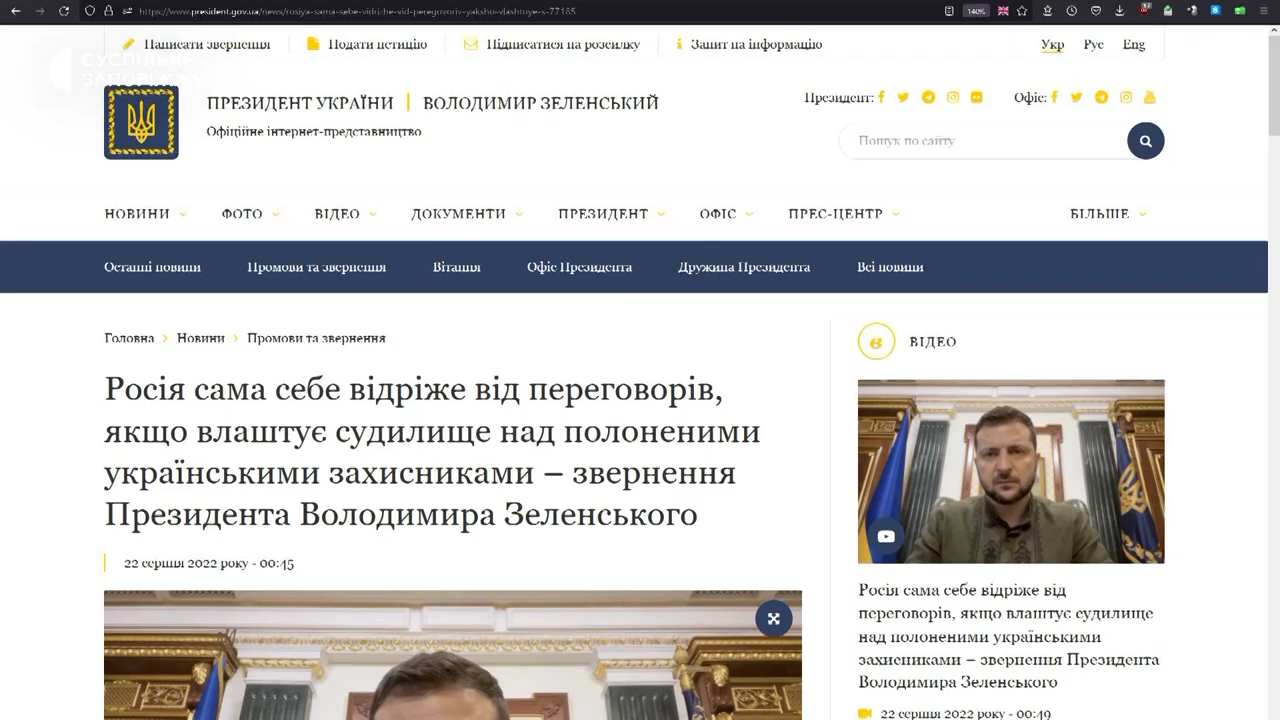 https://www.president.gov.ua/news/rosiya-sama-sebe-vidrizhe-vid-peregovoriv-yaksho-vlashtuye-s-77185
140%
Написати звернення
Подати петицію
Підписатися на розсилку
Запит на інформацію
Укр
Рус
Eng
СУСПІЛЬНЕ
ЗАПОРІЖЖЯ
ПРЕЗИДЕНТ УКРАЇНИ | ВОЛОДИМИР ЗЕЛЕНСЬКИЙ
Офіційне інтернет-представництво
Президент:
Офіс:
Пошук по сайту
НОВИНИ
ФОТО
ВІДЕО
ДОКУМЕНТИ
ПРЕЗИДЕНТ
ОФІС
ПРЕС-ЦЕНТР
БІЛЬШЕ
Останні новини
Промови та звернення
Вітання
Офіс Президента
Дружина Президента
Всі новини
Головна
Новини
Промови та звернення
Росія сама себе відріже від переговорів,
якщо влаштує судилище над полоненими
українськими захисниками – звернення
Президента Володимира Зеленського
22 серпня 2022 року - 00:45
ВІДЕО
Росія сама себе відріже від
переговорів, якщо влаштує судилище
над полоненими українськими
захисниками – звернення Президента
Володимира Зеленського
22 серпня 2022 року - 00:49